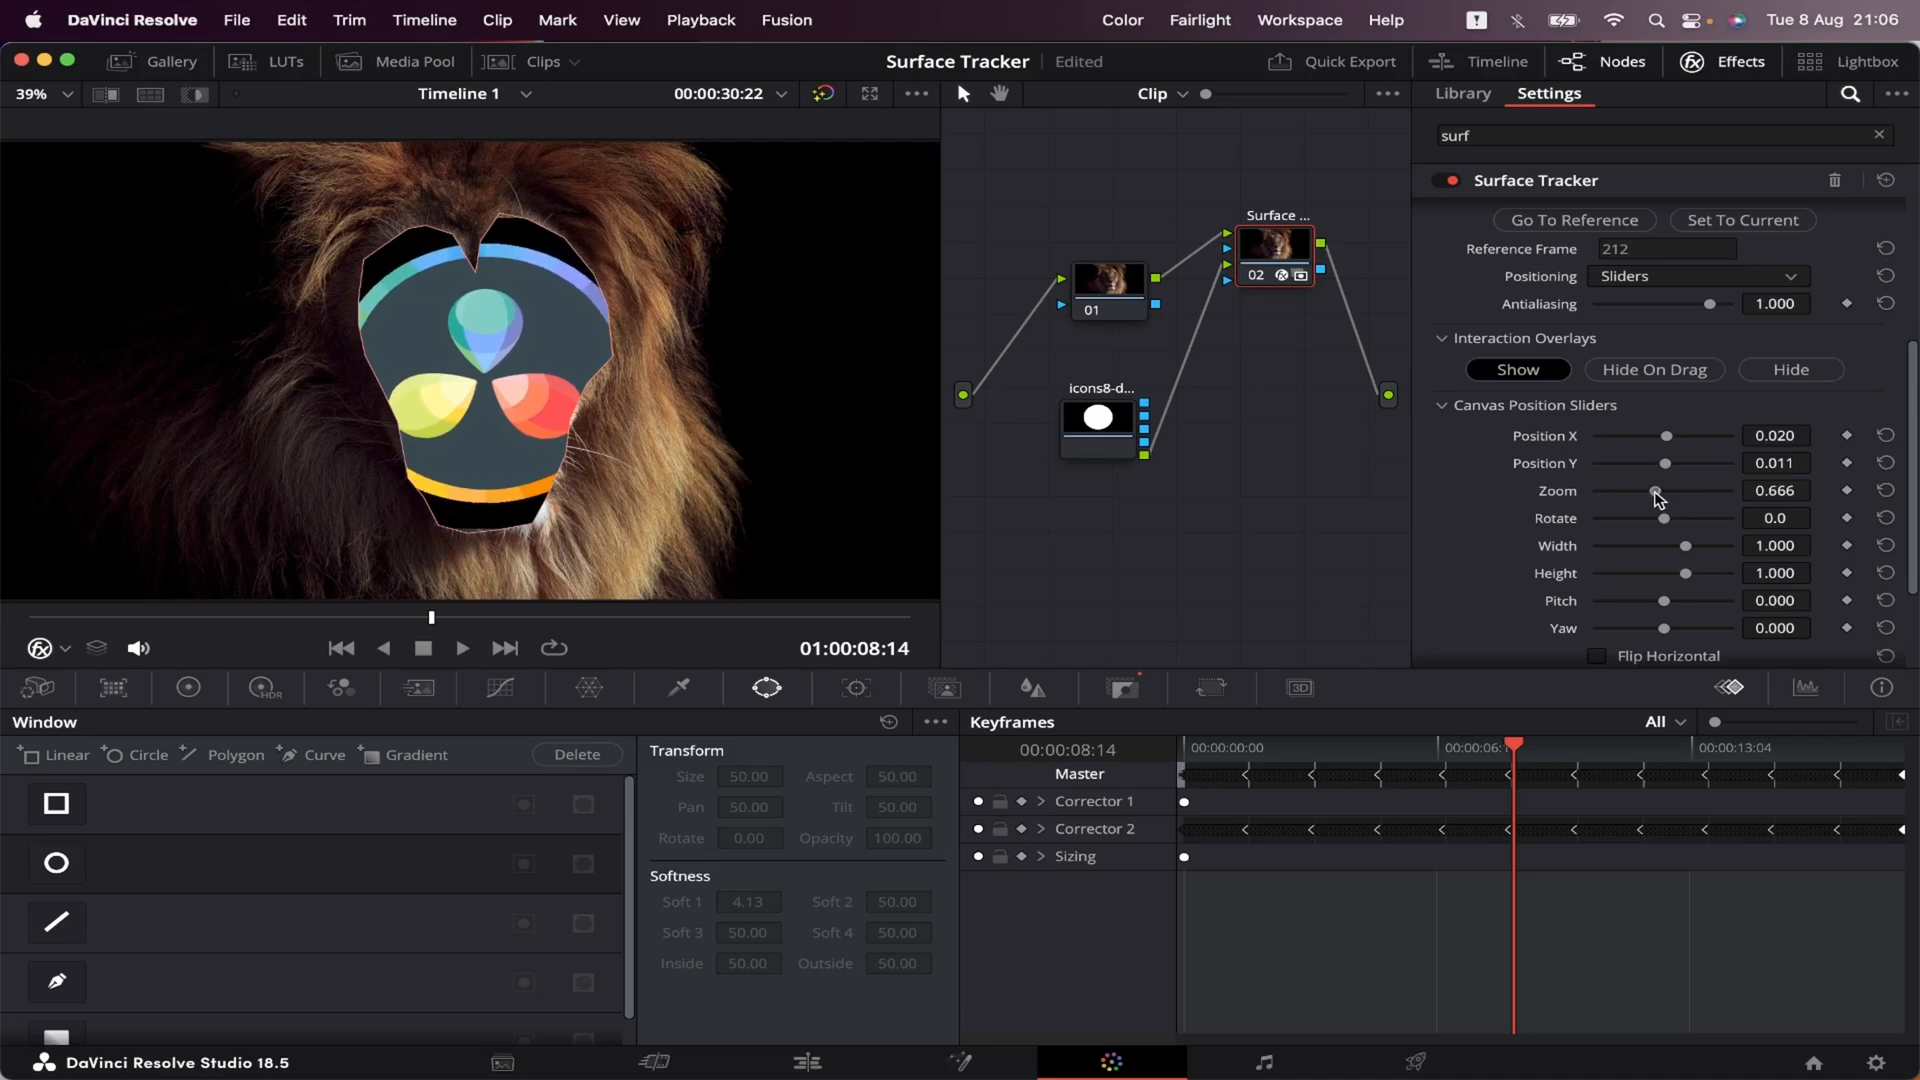 DaVinci Resolve File Edit Trim Timeline Clip Mark View Playback Fusion Color Fairlight Workspace Help Tue 8 Aug 21:06
Gallery LUTs Media Pool Clips Surface Tracker Edited Quick Export Timeline Nodes Effects Lightbox
39% Timeline 1 00:00:30:22 Clip Library Settings
surf
Surface Tracker
Go To Reference Set To Current
Reference Frame 212
Positioning Sliders
Antialiasing 1.000
Interaction Overlays
Show Hide On Drag Hide
Canvas Position Sliders
Position X 0.020
Position Y 0.011
Zoom 0.666
Rotate 0.0
Width 1.000
Height 1.000
Pitch 0.000
Yaw 0.000
Flip Horizontal
Surface ...
02
01
icons8-d...
01:00:08:14
HDR
3D
Window
Linear Circle Polygon Curve Gradient Delete
Transform
Size 50.00 Aspect 50.00
Pan 50.00 Tilt 50.00
Rotate 0.00 Opacity 100.00
Softness
Soft 1 4.13 Soft 2 50.00
Soft 3 50.00 Soft 4 50.00
Inside 50.00 Outside 50.00
Keyframes All
00:00:08:14 00:00:00:00 00:00:06:1 00:00:13:04
Master
Corrector 1
Corrector 2
Sizing
DaVinci Resolve Studio 18.5